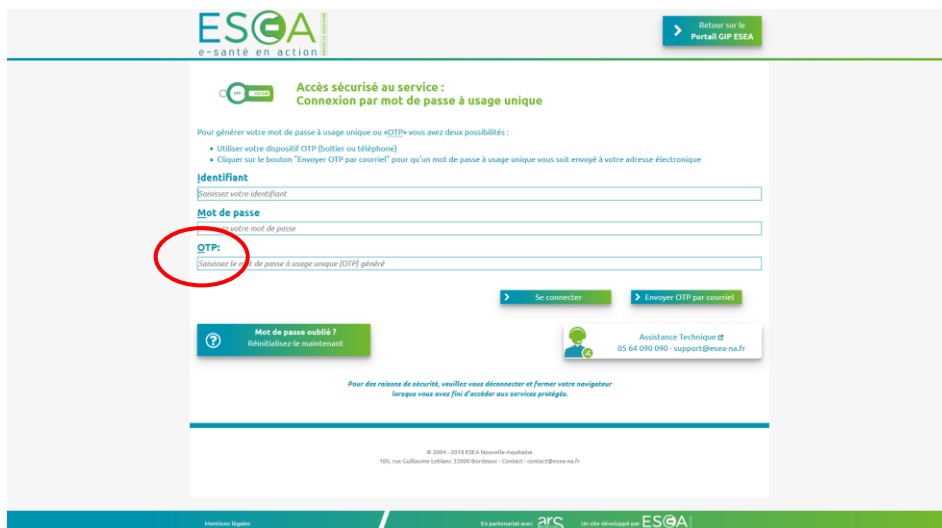 ESEA
e-santé en action
Retour sur le
Portail GIP ESEA
OTP
Accès sécurisé au service :
Connexion par mot de passe à usage unique
Pour générer votre mot de passe à usage unique ou «OTP» vous avez deux possibilités :
• Utiliser votre dispositif OTP (boîtier ou téléphone)
• Cliquer sur le bouton "Envoyer OTP par courriel" pour qu'un mot de passe à usage unique vous soit envoyé à votre adresse électronique
Identifiant
Saisissez votre identifiant
Mot de passe
votre mot de passe
OTP:
Saisissez le mot de passe à usage unique (OTP) généré
Se connecter
Envoyer OTP par courriel
Mot de passe oublié ?
Réinitialisez-le maintenant
Assistance Technique
05 64 090 090 - support@esea-na.fr
Pour des raisons de sécurité, veuillez vous déconnecter et fermer votre navigateur
lorsque vous avez fini d'accéder aux services protégés.
© 2004 - 2018 ESEA Nouvelle-Aquitaine
180, rue Guillaume Leblanc 33000 Bordeaux - Contact : contact@esea-na.fr
Mentions légales
En partenariat avec ars
Un site développé par ESEA